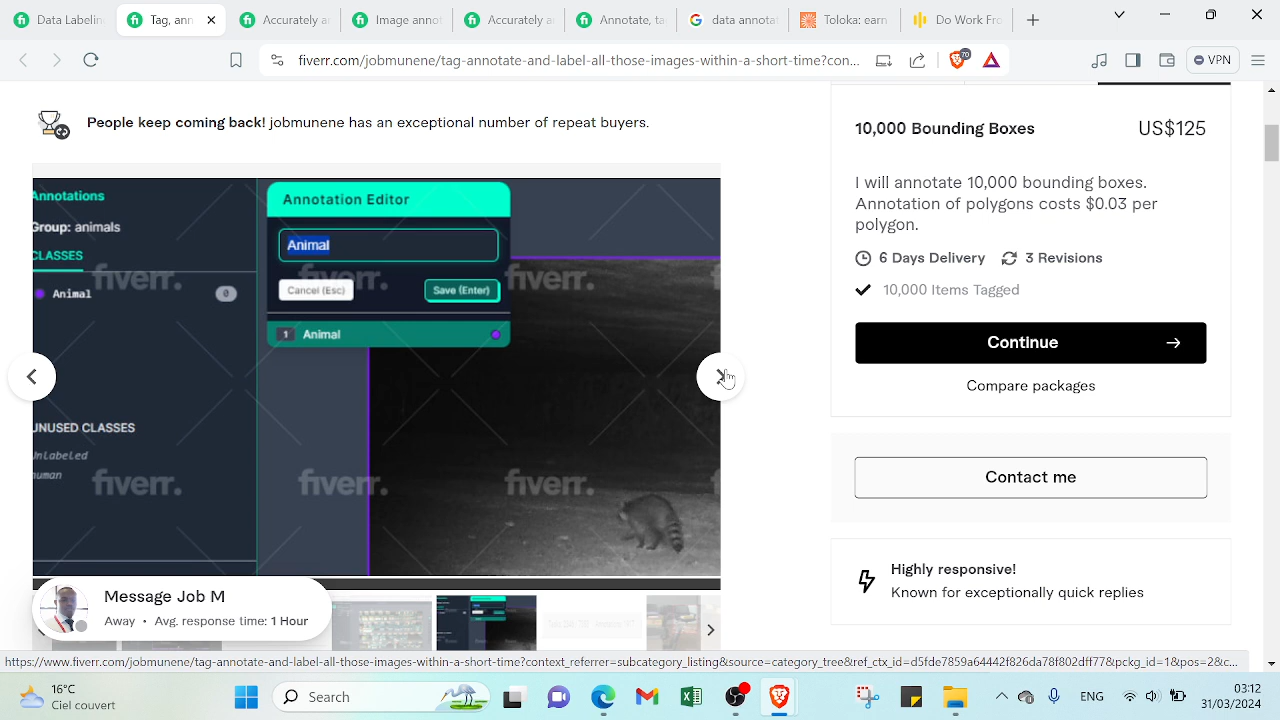 Data Labeling
Tag, ann
Accurately a
Image annot
Accurately a
Annotate, ta
data annotat
Toloka: earn
Do Work Fro
fiverr.com/jobmunene/tag-annotate-and-label-all-those-images-within-a-short-time?con...
70
VPN
People keep coming back! jobmunene has an exceptional number of repeat buyers.
10,000 Bounding Boxes
US$125
I will annotate 10,000 bounding boxes.
Annotation of polygons costs $0.03 per
polygon.
6 Days Delivery
3 Revisions
10,000 Items Tagged
Continue
Compare packages
Contact me
Highly responsive!
Known for exceptionally quick replies.
Annotations
Group: animals
CLASSES
Animal
0
UNUSED CLASSES
Unlabeled
human
Annotation Editor
Animal
Cancel (Esc)
Save (Enter)
1 Animal
fiverr.
fiverr.
fiverr.
fiverr.
fiverr.
fiverr.
Message Job M
Away • Avg. response time: 1 Hour
https://www.fiverr.com/jobmunene/tag-annotate-and-label-all-those-images-within-a-short-time?context_referrer=subcategory_listing&source=category_tree&ref_ctx_id=d5fde7859a64442f826da78f802dff77&pckg_id=1&pos=2&c...
16°C
Ciel couvert
Search
ENG
03:12
31/03/2024